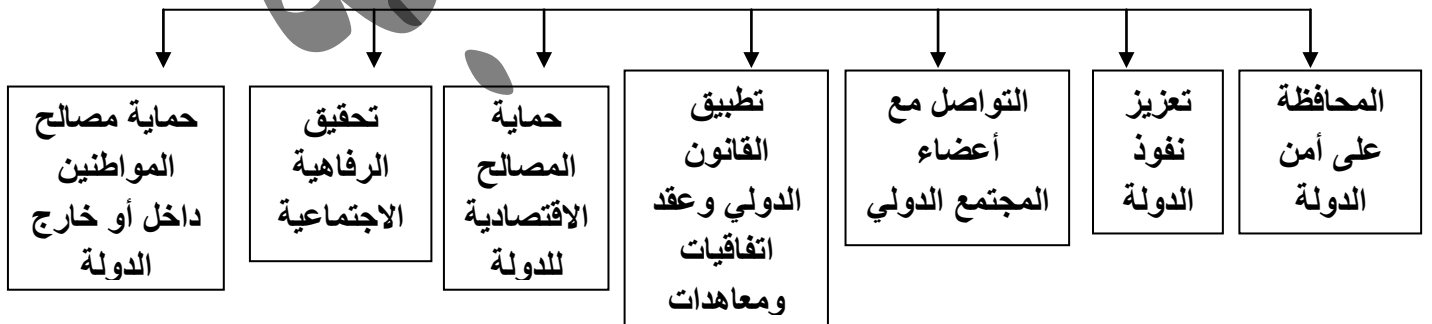 المحافظة
على أمن
الدولة
تعزيز
نفوذ
الدولة
التواصل مع
أعضاء
المجتمع الدولي
تطبيق
القانون
الدولي وعقد
اتفاقيات
ومعاهدات
حماية
المصالح
الاقتصادية
للدولة
تحقيق
الرفاهية
الاجتماعية
حماية مصالح
المواطنين
داخل أو خارج
الدولة